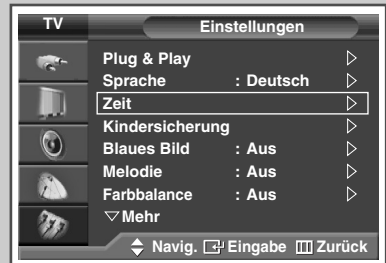 TV Einstellungen
Plug & Play
Sprache : Deutsch
Zeit
Kindersicherung
Blaues Bild : Aus
Melodie : Aus
Farbbalance : Aus
Mehr
Navig. Eingabe Zurück